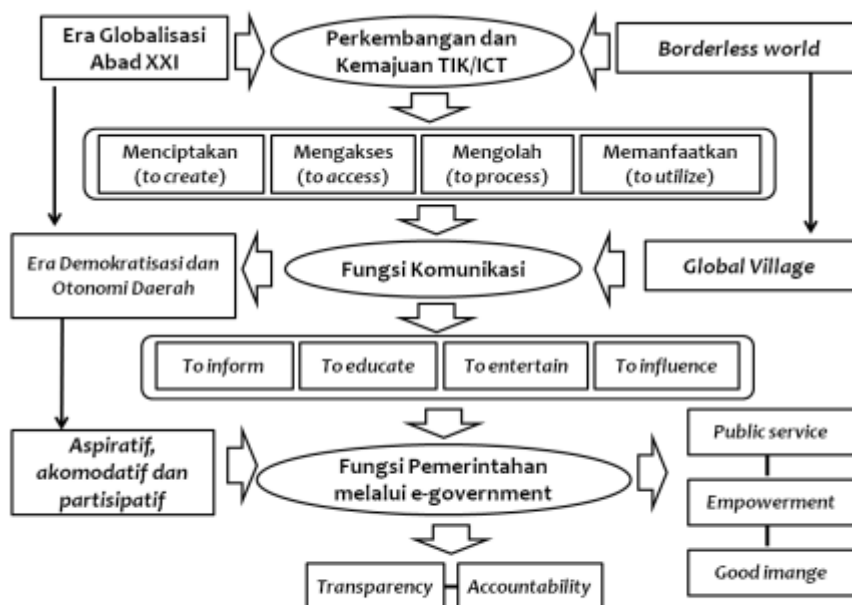 Era Globalisasi
Abad XXI
Perkembangan dan
Kemajuan TIK/ICT
Borderless world
Menciptakan
(to create)
Mengakses
(to access)
Mengolah
(to process)
Memanfaatkan
(to utilize)
Era Demokratisasi dan
Otonomi Daerah
Fungsi Komunikasi
Global Village
To inform
To educate
To entertain
To influence
Aspiratif,
akomodatif dan
partisipatif
Fungsi Pemerintahan
melalui e-government
Public service
Empowerment
Good imange
Transparency
Accountability